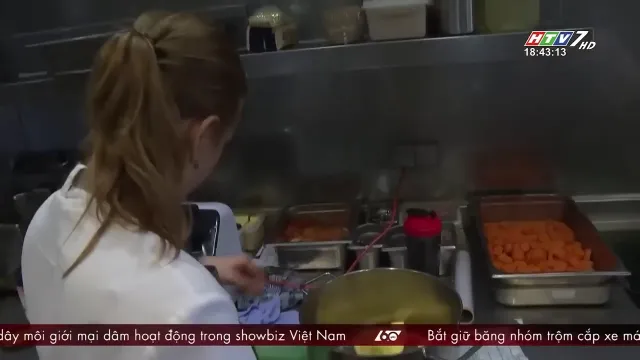 HTV7 HD
18:43:13
dây môi giới mại dâm hoạt động trong showbiz Việt Nam 60 Bắt giữ băng nhóm trộm cắp xe má